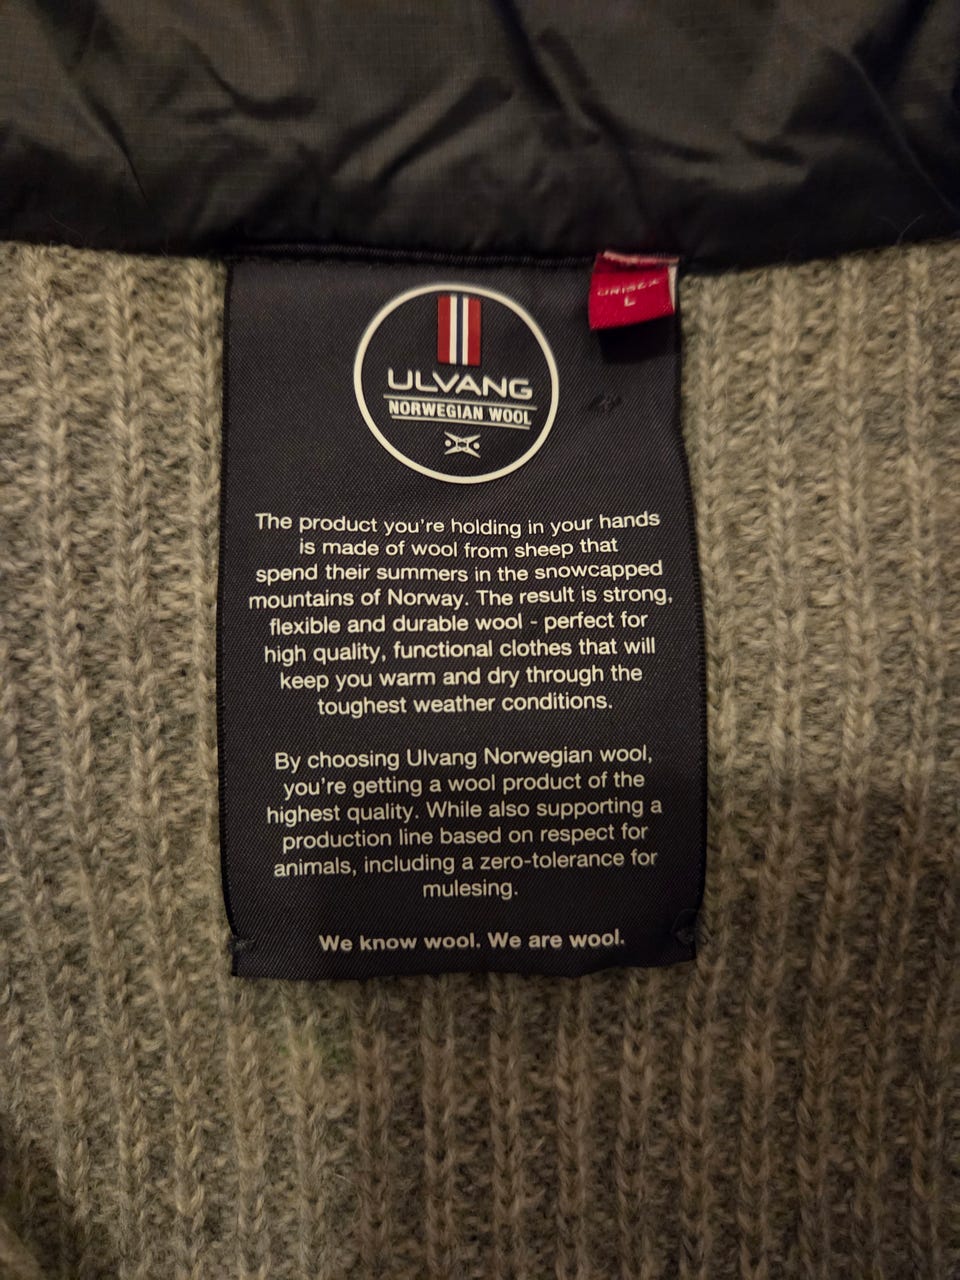 UNISEX
L
ULVANG
NORWEGIAN WOOL
The product you're holding in your hands
is made of wool from sheep that
spend their summers in the snowcapped
mountains of Norway. The result is strong,
flexible and durable wool - perfect for
high quality, functional clothes that will
keep you warm and dry through the
toughest weather conditions.
By choosing Ulvang Norwegian wool,
you're getting a wool product of the
highest quality. While also supporting a
production line based on respect for
animals, including a zero-tolerance for
mulesing.
We know wool. We are wool.